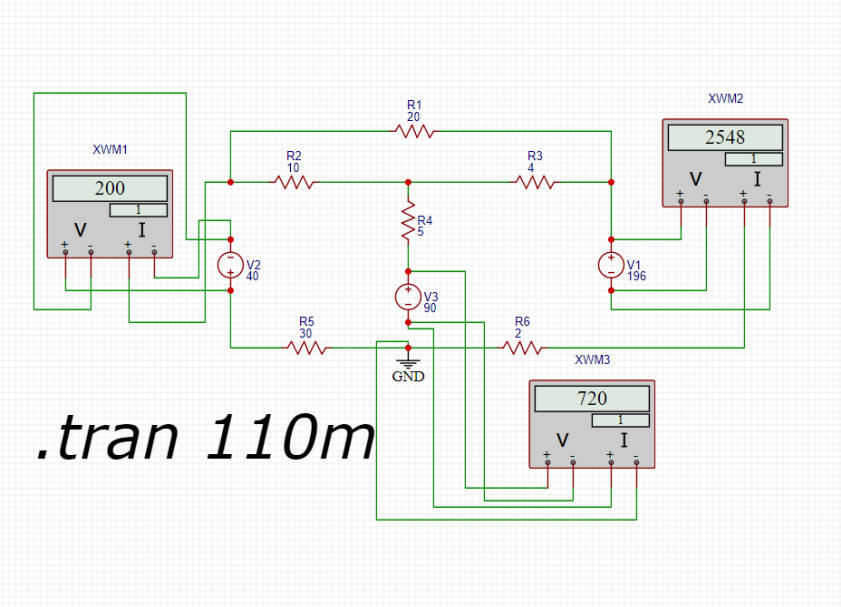 XWM2
R1
20
2548
1
V I
+ - + -
XWM1
R2
10
R3
4
200
1
V I
+ - + -
R4
5
-
+
V2
40
+
-
V1
196
+
-
V3
90
R5
30
R6
2
GND
XWM3
720
1
V I
+ - + -
.tran 110m